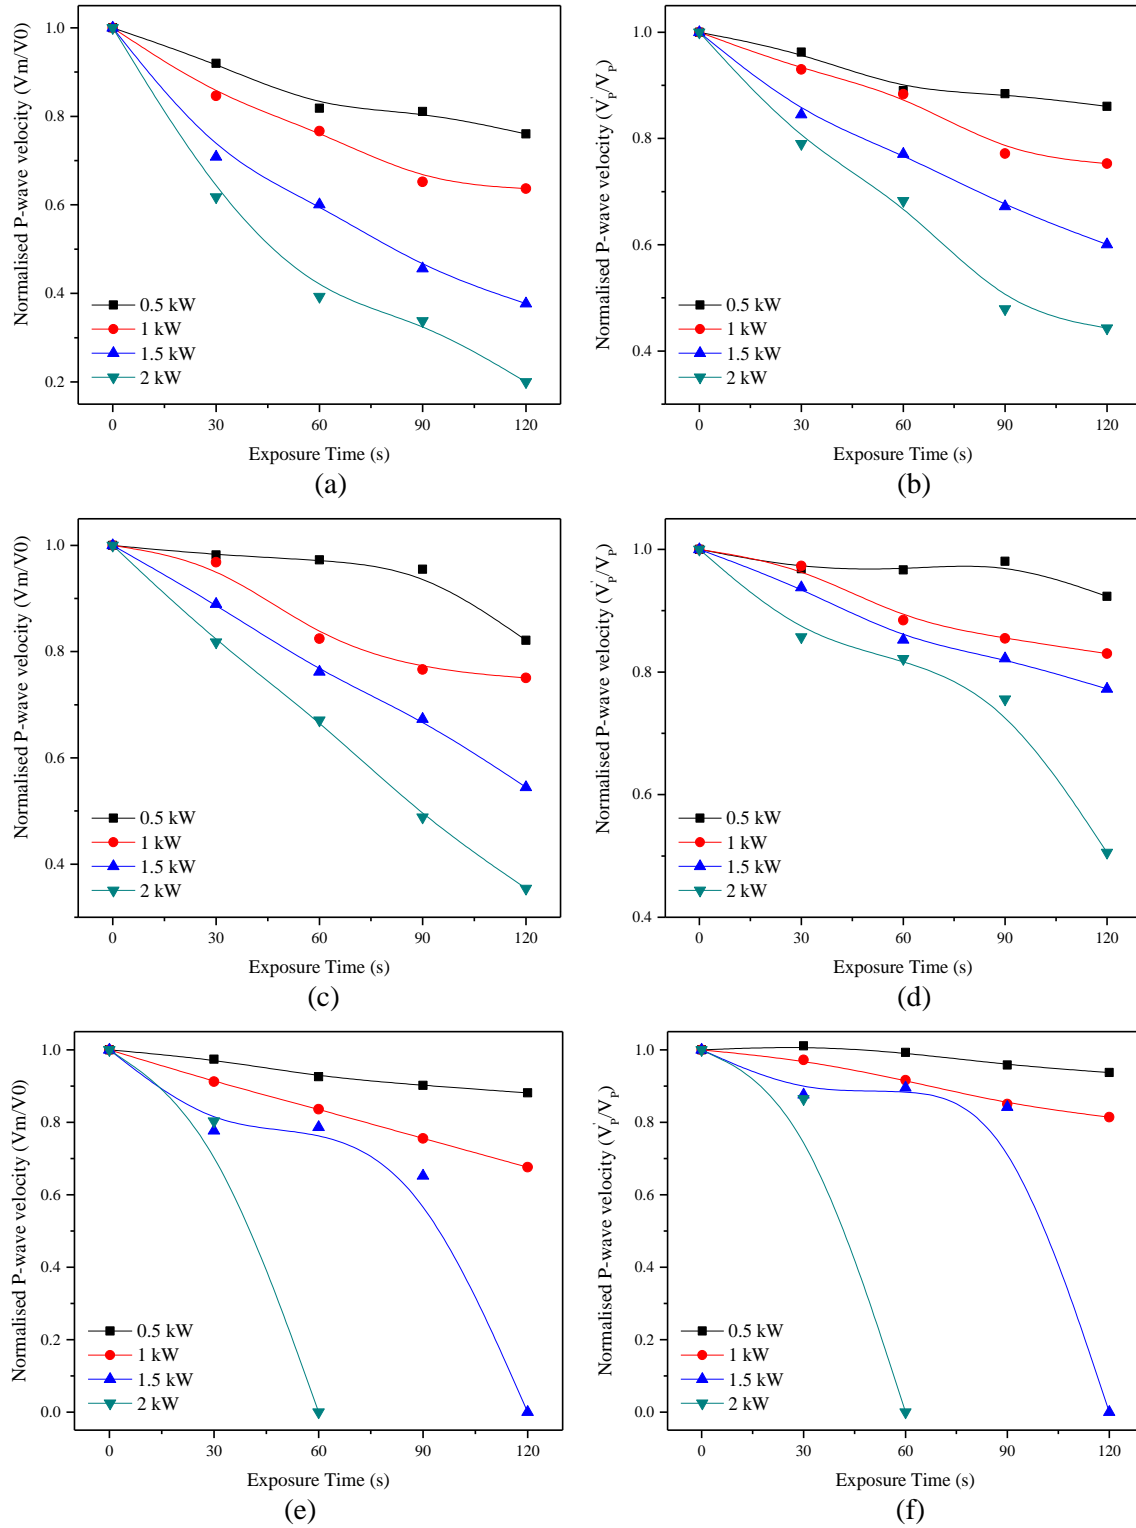 Normalised P-wave velocity (Vm/V0)
1.0
0.8
0.6
0.4
0.2
0.5 kW
1 kW
1.5 kW
2 kW
0 30 60 90 120
Exposure Time (s)
(a)
Normalised P-wave velocity (V'P/VP)
1.0
0.8
0.6
0.4
0.5 kW
1 kW
1.5 kW
2 kW
0 30 60 90 120
Exposure Time (s)
(b)
Normalised P-wave velocity (Vm/V0)
1.0
0.8
0.6
0.4
0.5 kW
1 kW
1.5 kW
2 kW
0 30 60 90 120
Exposure Time (s)
(c)
Normalised P-wave velocity (V'P/VP)
1.0
0.8
0.6
0.4
0.5 kW
1 kW
1.5 kW
2 kW
0 30 60 90 120
Exposure Time (s)
(d)
Normalised P-wave velocity (Vm/V0)
1.0
0.8
0.6
0.4
0.2
0.0
0.5 kW
1 kW
1.5 kW
2 kW
0 30 60 90 120
Exposure Time (s)
(e)
Normalised P-wave velocity (V'P/VP)
1.0
0.8
0.6
0.4
0.2
0.0
0.5 kW
1 kW
1.5 kW
2 kW
0 30 60 90 120
Exposure Time (s)
(f)